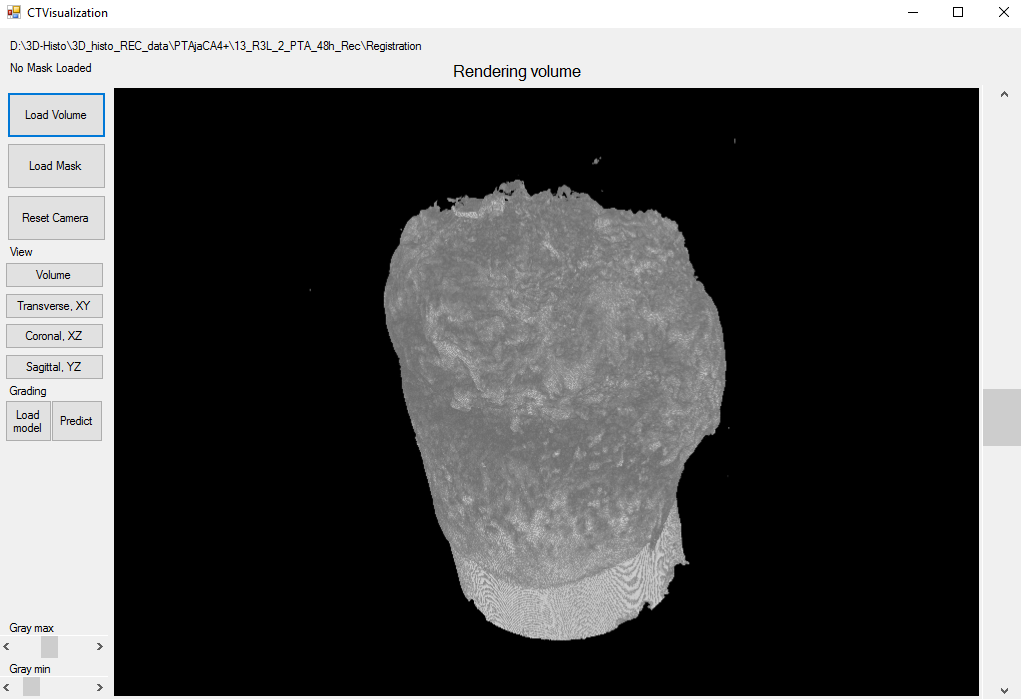 CTVisualization
D:\3D-Histo\3D_histo_REC_data\PTAjaCA4+\13_R3L_2_PTA_48h_Rec\Registration
No Mask Loaded
Rendering volume
Load Volume
Load Mask
Reset Camera
View
Volume
Transverse, XY
Coronal, XZ
Sagittal, YZ
Grading
Load
model
Predict
Gray max
Gray min